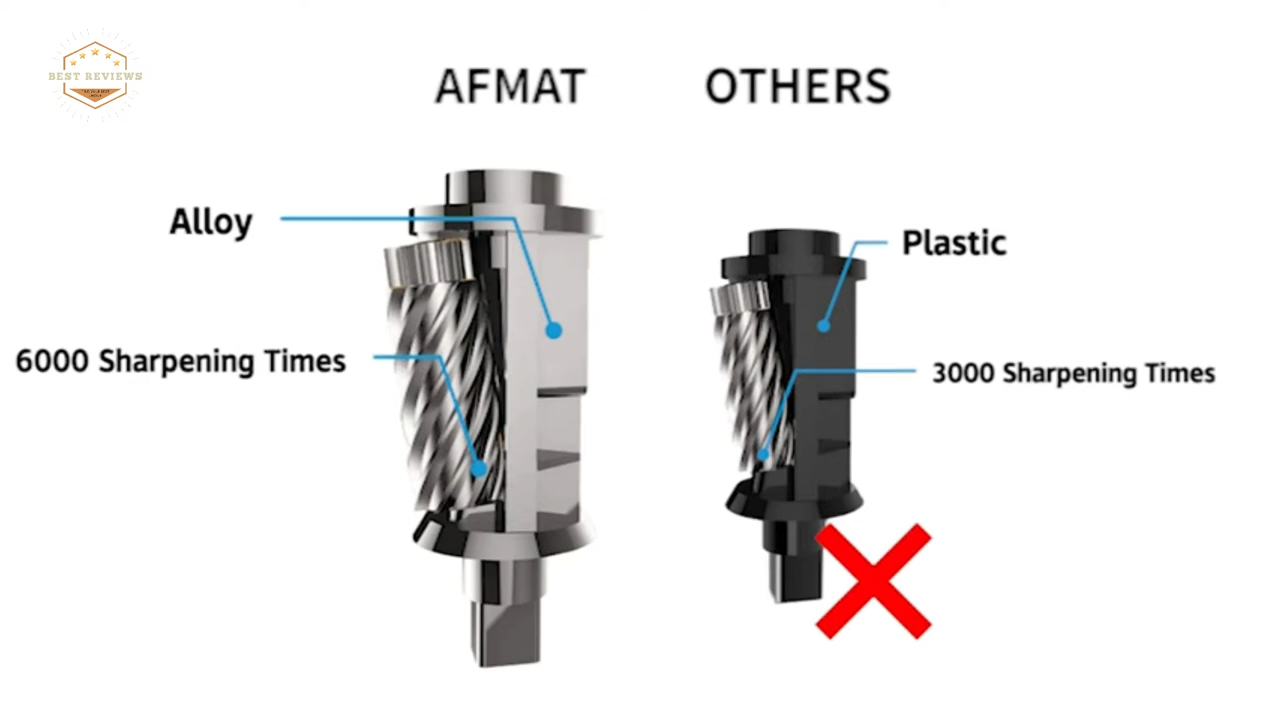 BEST REVIEWS
AFMAT
OTHERS
Alloy
Plastic
6000 Sharpening Times
3000 Sharpening Times